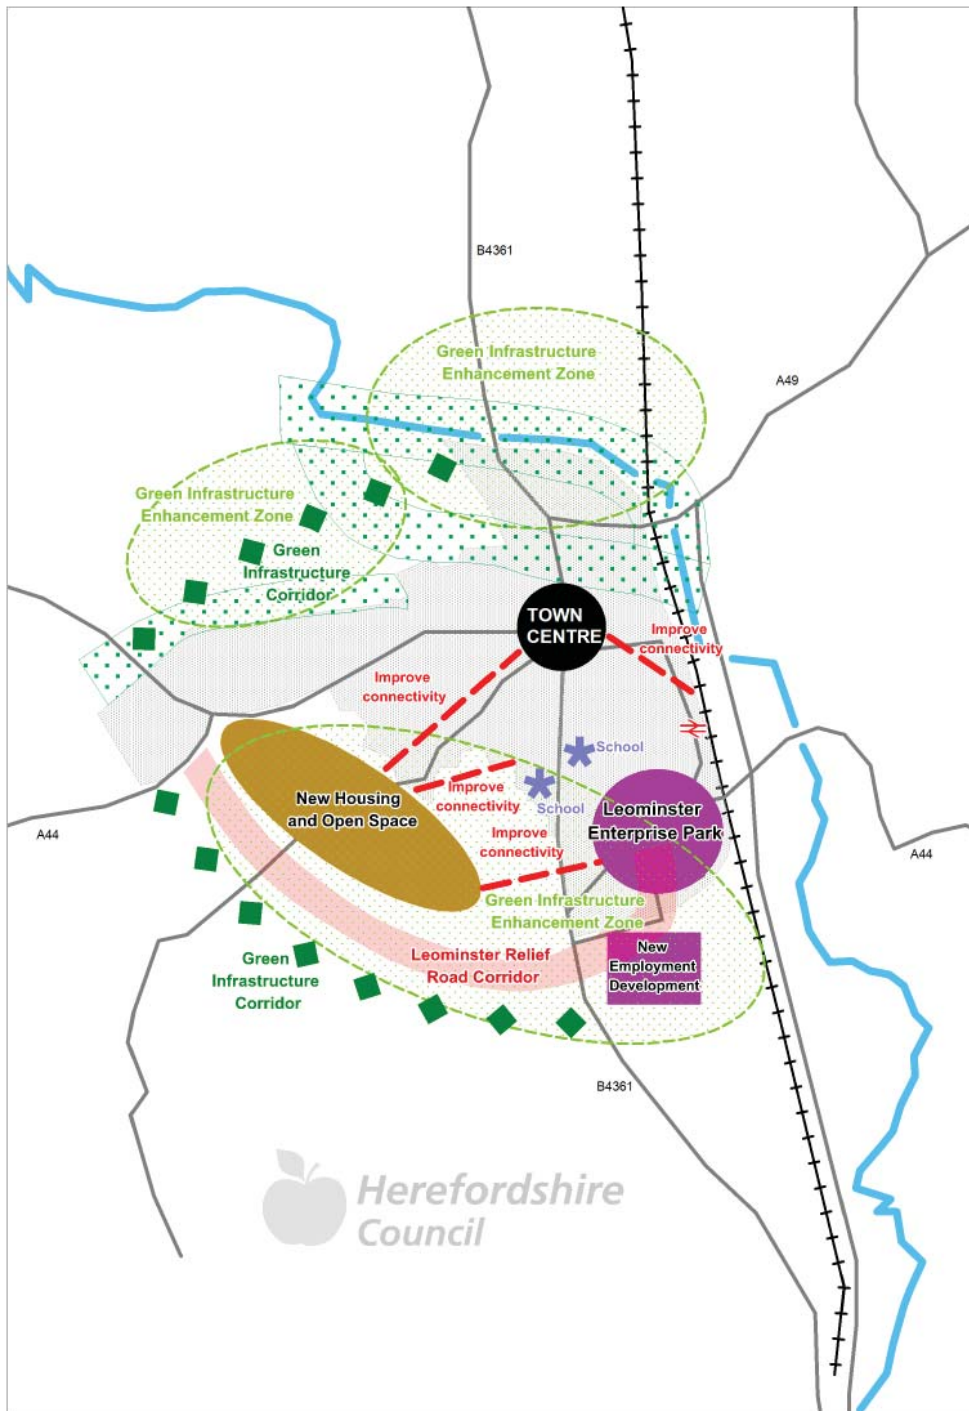 B4361
Green Infrastructure
Enhancement Zone
A49
Green Infrastructure
Enhancement Zone
Green
Infrastructure
Corridor
TOWN
CENTRE
Improve
connectivity
Improve
connectivity
School
Improve
connectivity
School
New Housing
and Open Space
Leominster
Enterprise Park
Improve
connectivity
A44
A44
Green Infrastructure
Enhancement Zone
Leominster Relief
Road Corridor
Green
Infrastructure
Corridor
New
Employment
Development
B4361
Herefordshire
Council